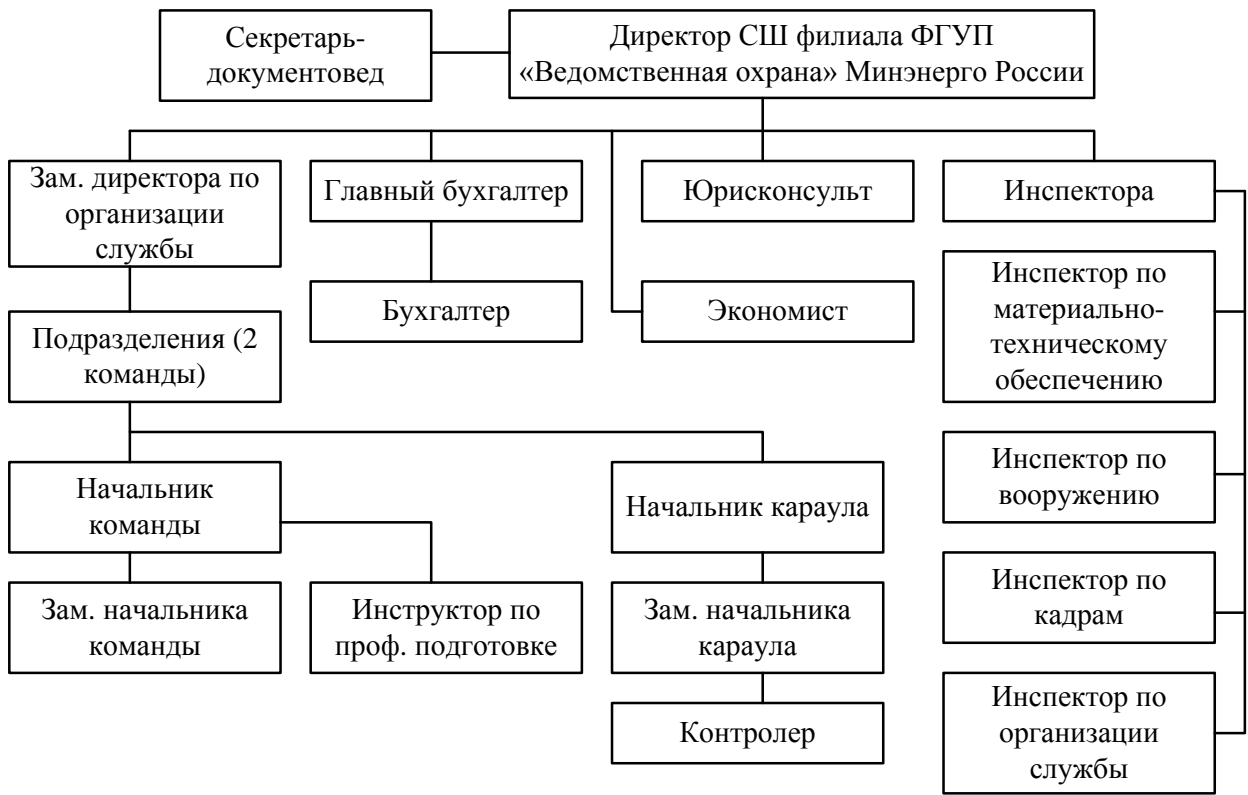 Секретарь-
документовед
Директор СШ филиала ФГУП
«Ведомственная охрана» Минэнерго России
Зам. директора по
организации
службы
Главный бухгалтер
Юрисконсульт
Инспектора
Бухгалтер
Экономист
Инспектор по
материально-
техническому
обеспечению
Подразделения (2
команды)
Начальник
команды
Начальник караула
Инспектор по
вооружению
Зам. начальника
команды
Инструктор по
проф. подготовке
Зам. начальника
караула
Инспектор по
кадрам
Контролер
Инспектор по
организации
службы